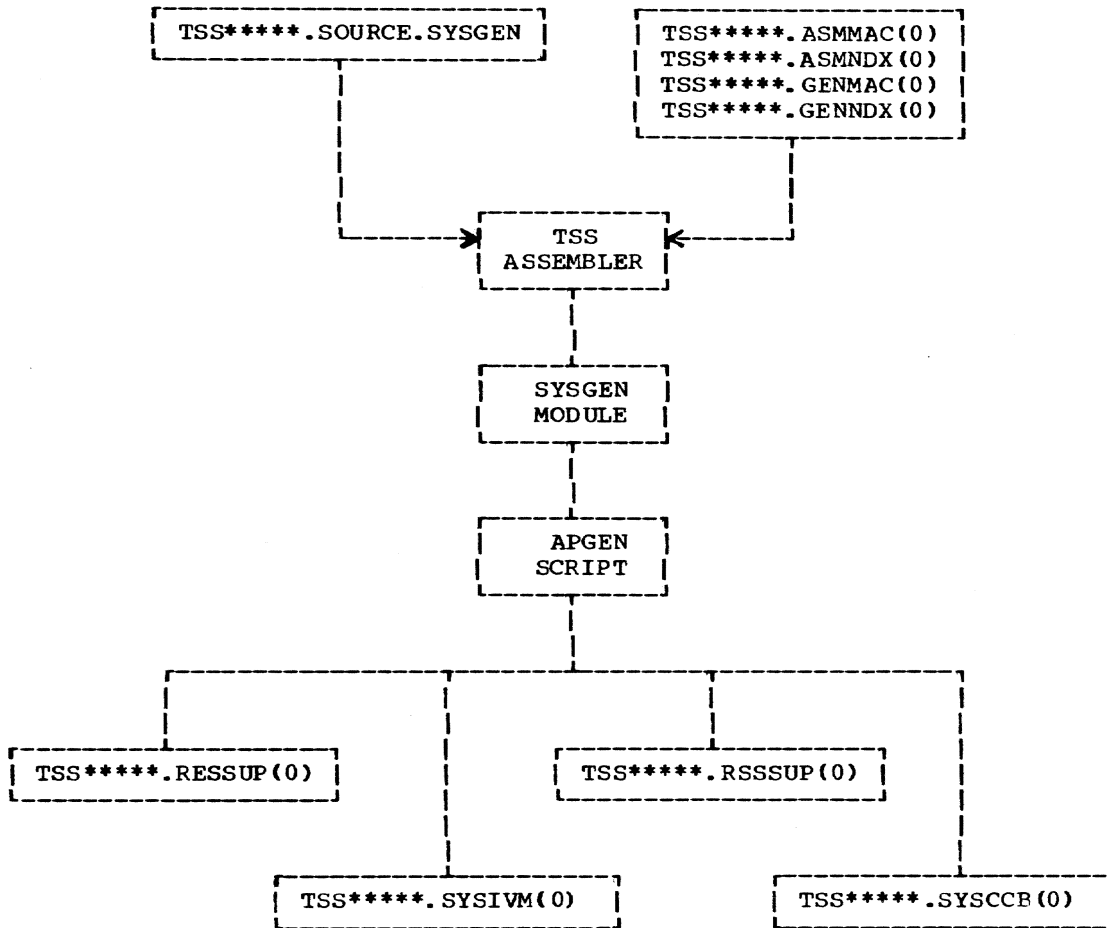 TSS*****.SOURCE.SYSGEN
TSS*****.ASMMAC(0)
TSS*****.ASMNDX(0)
TSS*****.GENMAC(0)
TSS*****.GENNDX(0)
TSS
ASSEMBLER
SYSGEN
MODULE
APGEN
SCRIPT
TSS*****.RESSUP(0)
TSS*****.RSSSUP(0)
TSS*****.SYSIVM(0)
TSS*****.SYSCCB(0)